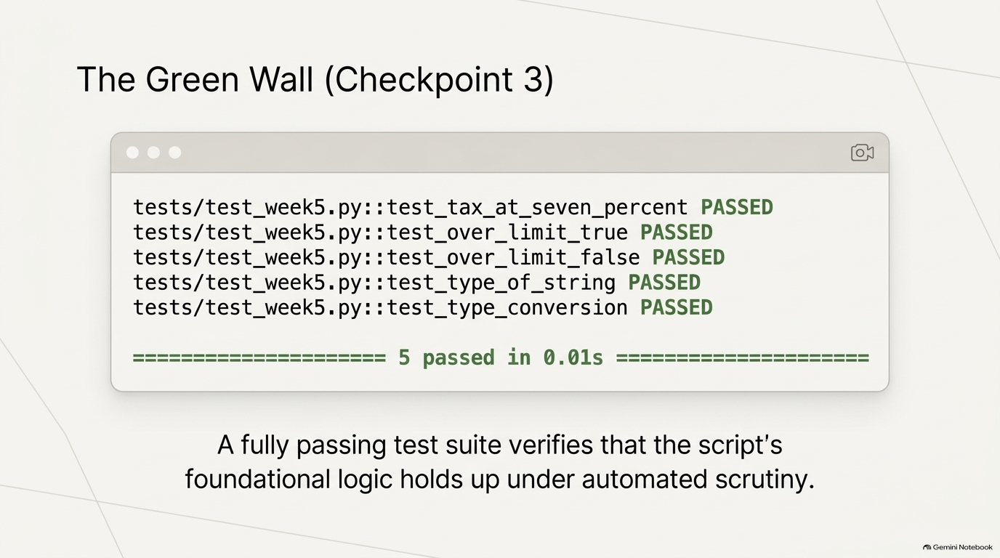 The Green Wall (Checkpoint 3)
tests/test_week5.py::test_tax_at_seven_percent PASSED
tests/test_week5.py::test_over_limit_true PASSED
tests/test_week5.py::test_over_limit_false PASSED
tests/test_week5.py::test_type_of_string PASSED
tests/test_week5.py::test_type_conversion PASSED
===================== 5 passed in 0.01s =====================
A fully passing test suite verifies that the script's
foundational logic holds up under automated scrutiny.
Gemini Notebook